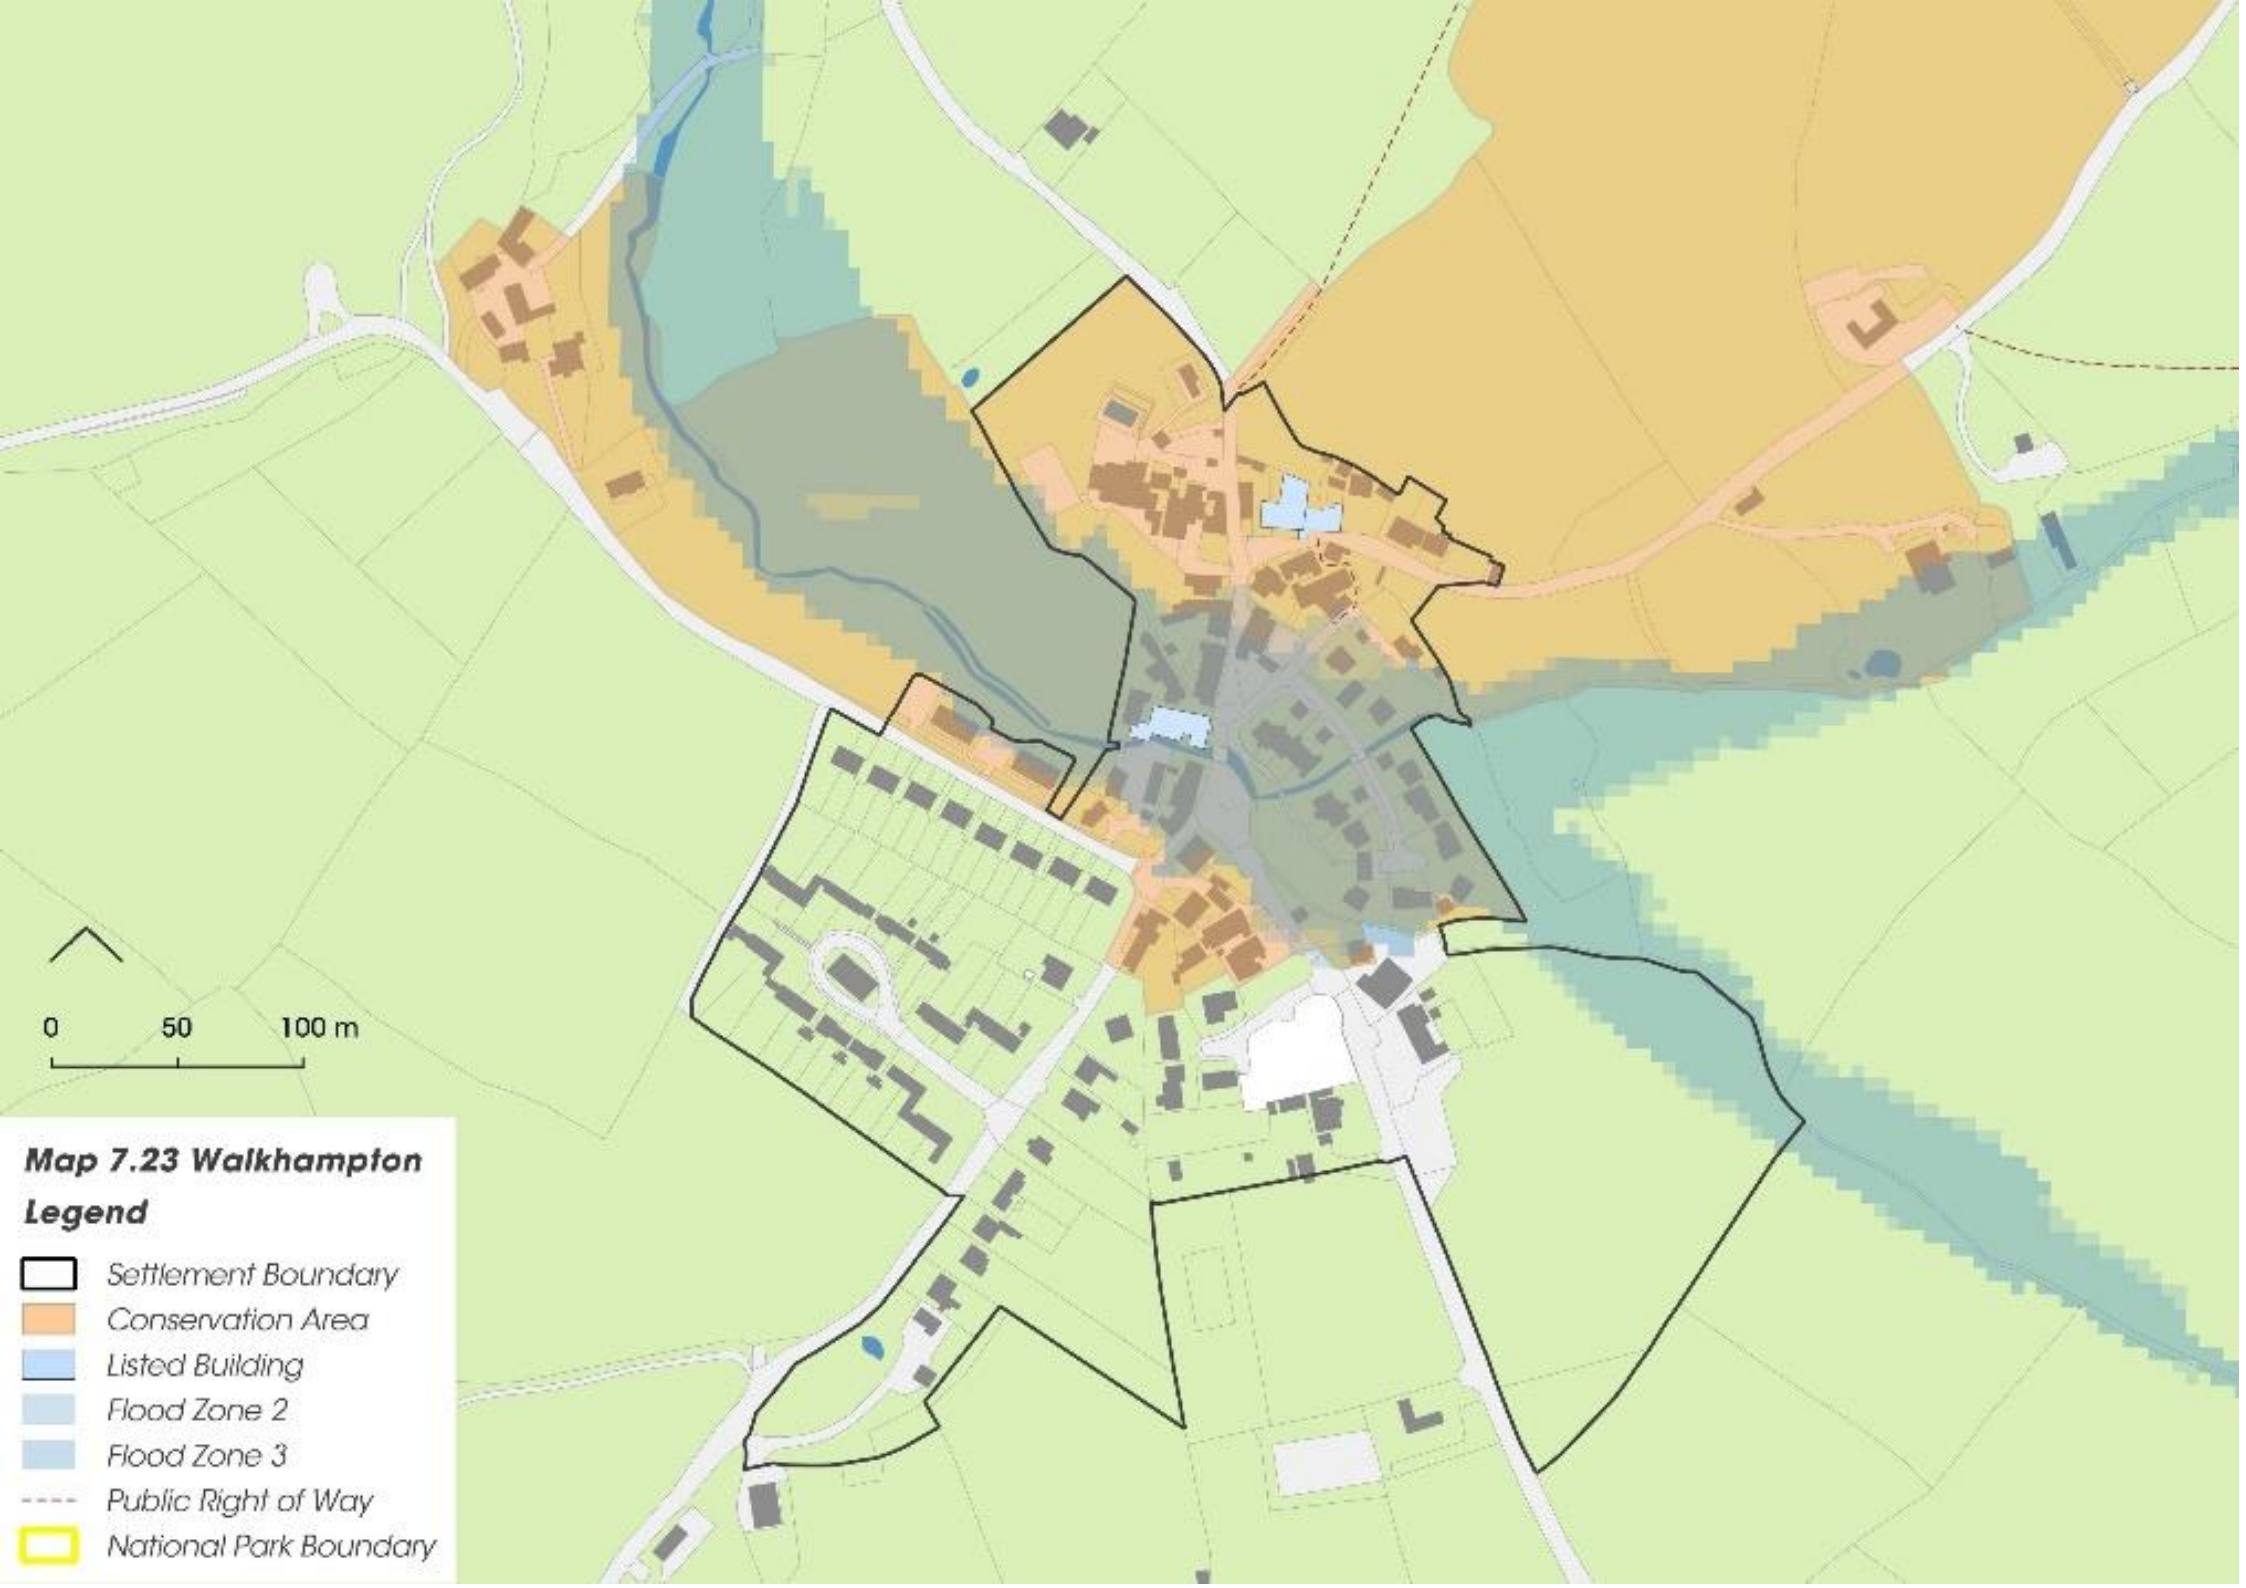 0 50 100 m
Map 7.23 Walkhampton
Legend
Settlement Boundary
Conservation Area
Listed Building
Flood Zone 2
Flood Zone 3
Public Right of Way
National Park Boundary